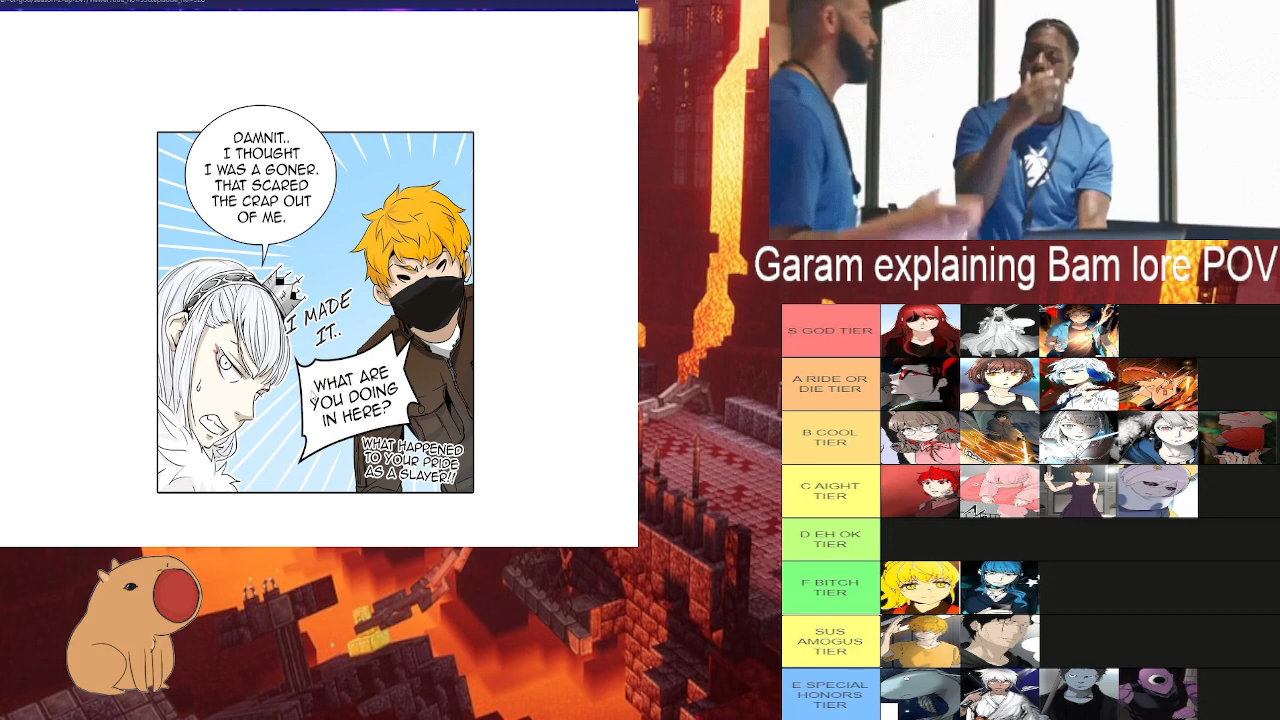 DAMNIT..
I THOUGHT
I WAS A GONER.
THAT SCARED
THE CRAP OUT
OF ME.
I MADE
IT..
WHAT ARE
YOU DOING
IN HERE?
WHAT HAPPENED
TO YOUR PRIDE
AS A SLAYER!!
Garam explaining Bam lore POV
S GOD TIER
A RIDE OR
DIE TIER
B COOL
TIER
C AIGHT
TIER
D EH OK
TIER
F BITCH
TIER
SUS
AMOGUS
TIER
E SPECIAL
HONORS
TIER